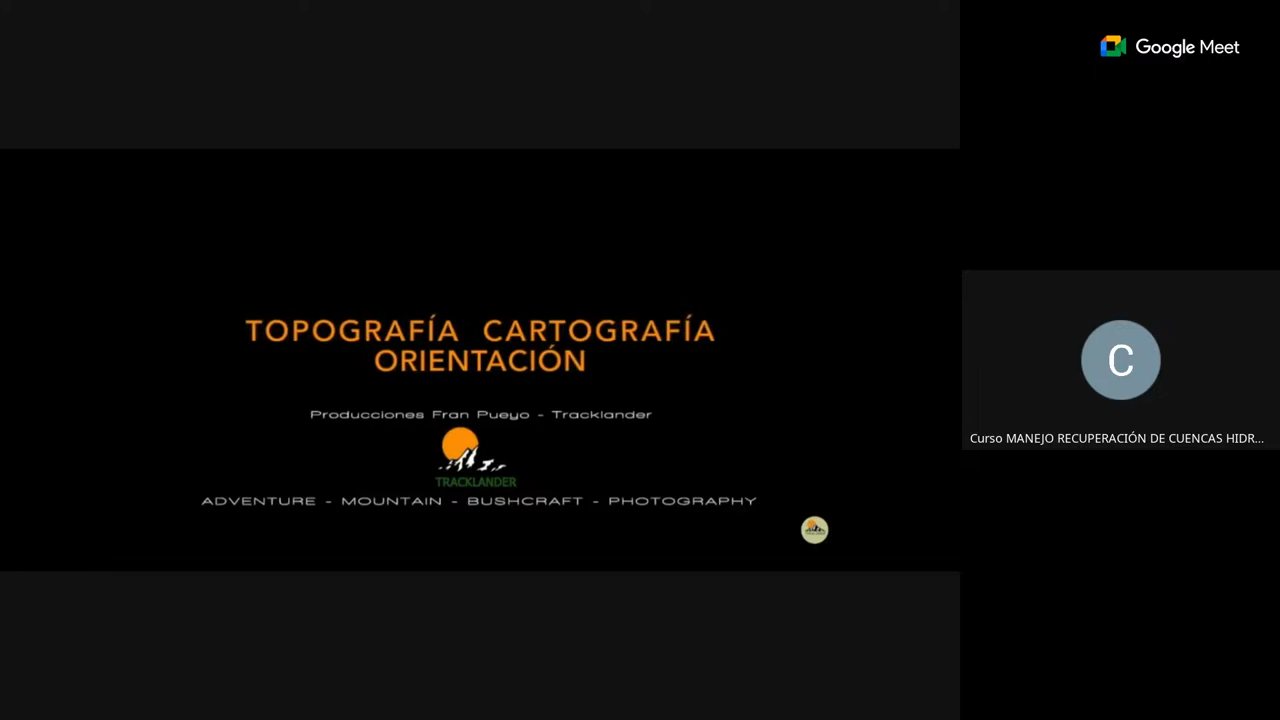 Google Meet
TOPOGRAFÍA CARTOGRAFÍA
ORIENTACIÓN
Producciones Fran Pueyo - Tracklander
TRACKLANDER
ADVENTURE - MOUNTAIN - BUSHCRAFT - PHOTOGRAPHY
C
Curso MANEJO RECUPERACIÓN DE CUENCAS HIDR...